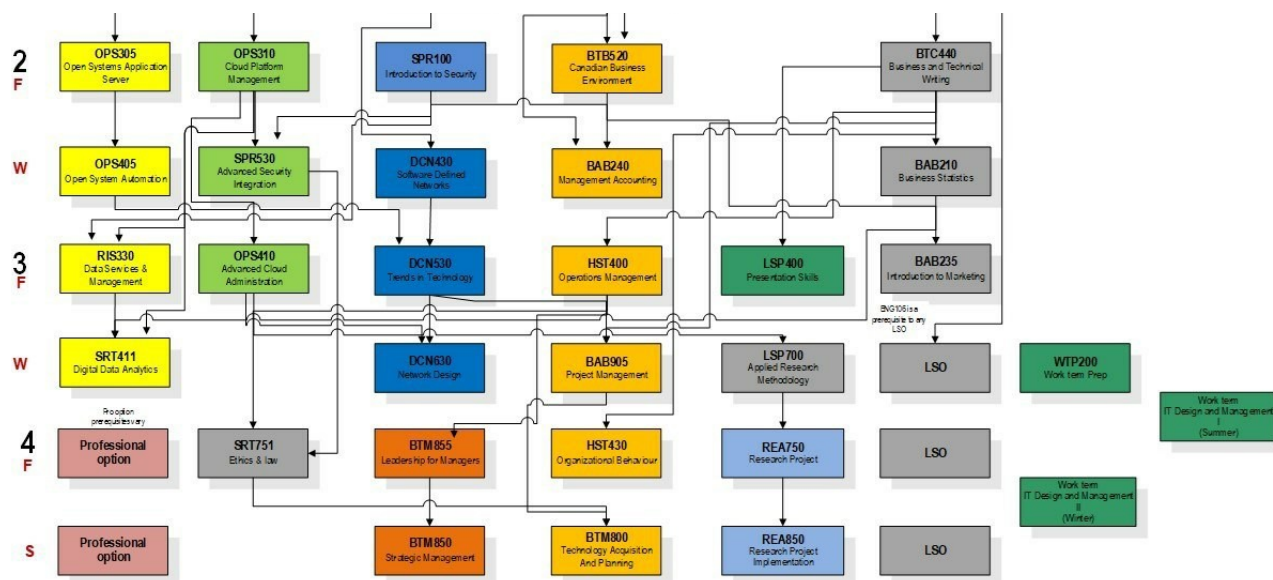 2
F
OPS305
Open Systems Application
Server
OPS310
Cloud Platform
Management
SPR100
Introduction to Security
BTB520
Canadian Business
Environment
BTC440
Business and Technical
Writing
W
OPS405
Open System Automation
SPR530
Advanced Security
Integration
DCN430
Software Defined
Networks
BAB240
Management Accounting
BAB210
Business Statistics
3
F
RIS330
Data Services &
Management
OPS410
Advanced Cloud
Administration
DCN530
Trends in Technology
HST400
Operations Management
LSP400
Presentation Skills
BAB235
Introduction to Marketing
ENG106 is a
prerequisite to any
LSO
W
SRT411
Digital Data Analytics
DCN630
Network Design
BAB905
Project Management
LSP700
Applied Research
Methodology
LSO
WTP200
Work term Prep
Work term
IT Design and Management
I
(Summer)
Pro option
prerequisites vary
4
F
Professional
option
SRT751
Ethics & law
BTM855
Leadership for Managers
HST430
Organizational Behaviour
REA750
Research Project
LSO
Work term
IT Design and Management
II
(Winter)
S
Professional
option
BTM850
Strategic Management
BTM800
Technology Acquisition
And Planning
REA850
Research Project
Implementation
LSO